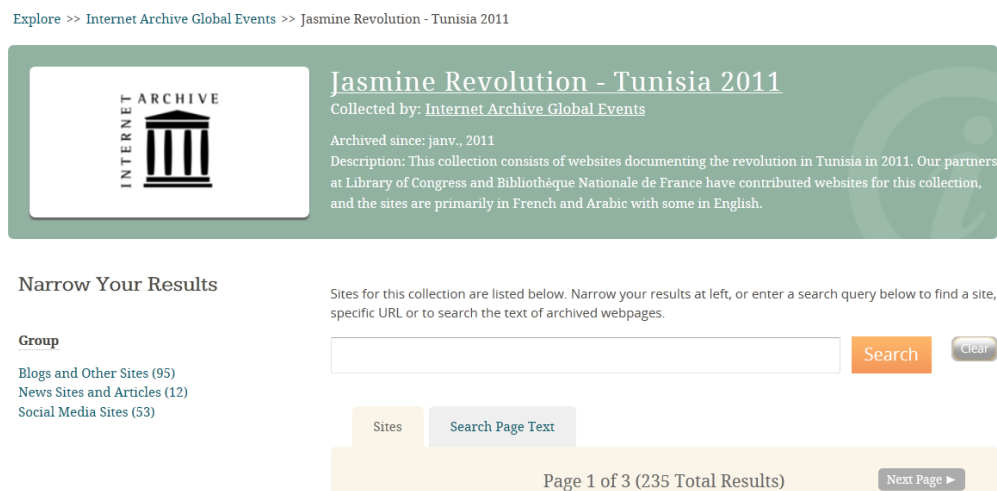 Explore >> Internet Archive Global Events >> Jasmine Revolution - Tunisia 2011
INTERNET ARCHIVE
Jasmine Revolution - Tunisia 2011
Collected by: Internet Archive Global Events
Archived since: janv., 2011
Description: This collection consists of websites documenting the revolution in Tunisia in 2011. Our partners
at Library of Congress and Bibliothèque Nationale de France have contributed websites for this collection,
and the sites are primarily in French and Arabic with some in English.
Narrow Your Results
Group
Blogs and Other Sites (95)
News Sites and Articles (12)
Social Media Sites (53)
Sites for this collection are listed below. Narrow your results at left, or enter a search query below to find a site,
specific URL or to search the text of archived webpages.
Search
Clear
Sites
Search Page Text
Page 1 of 3 (235 Total Results)
Next Page ►